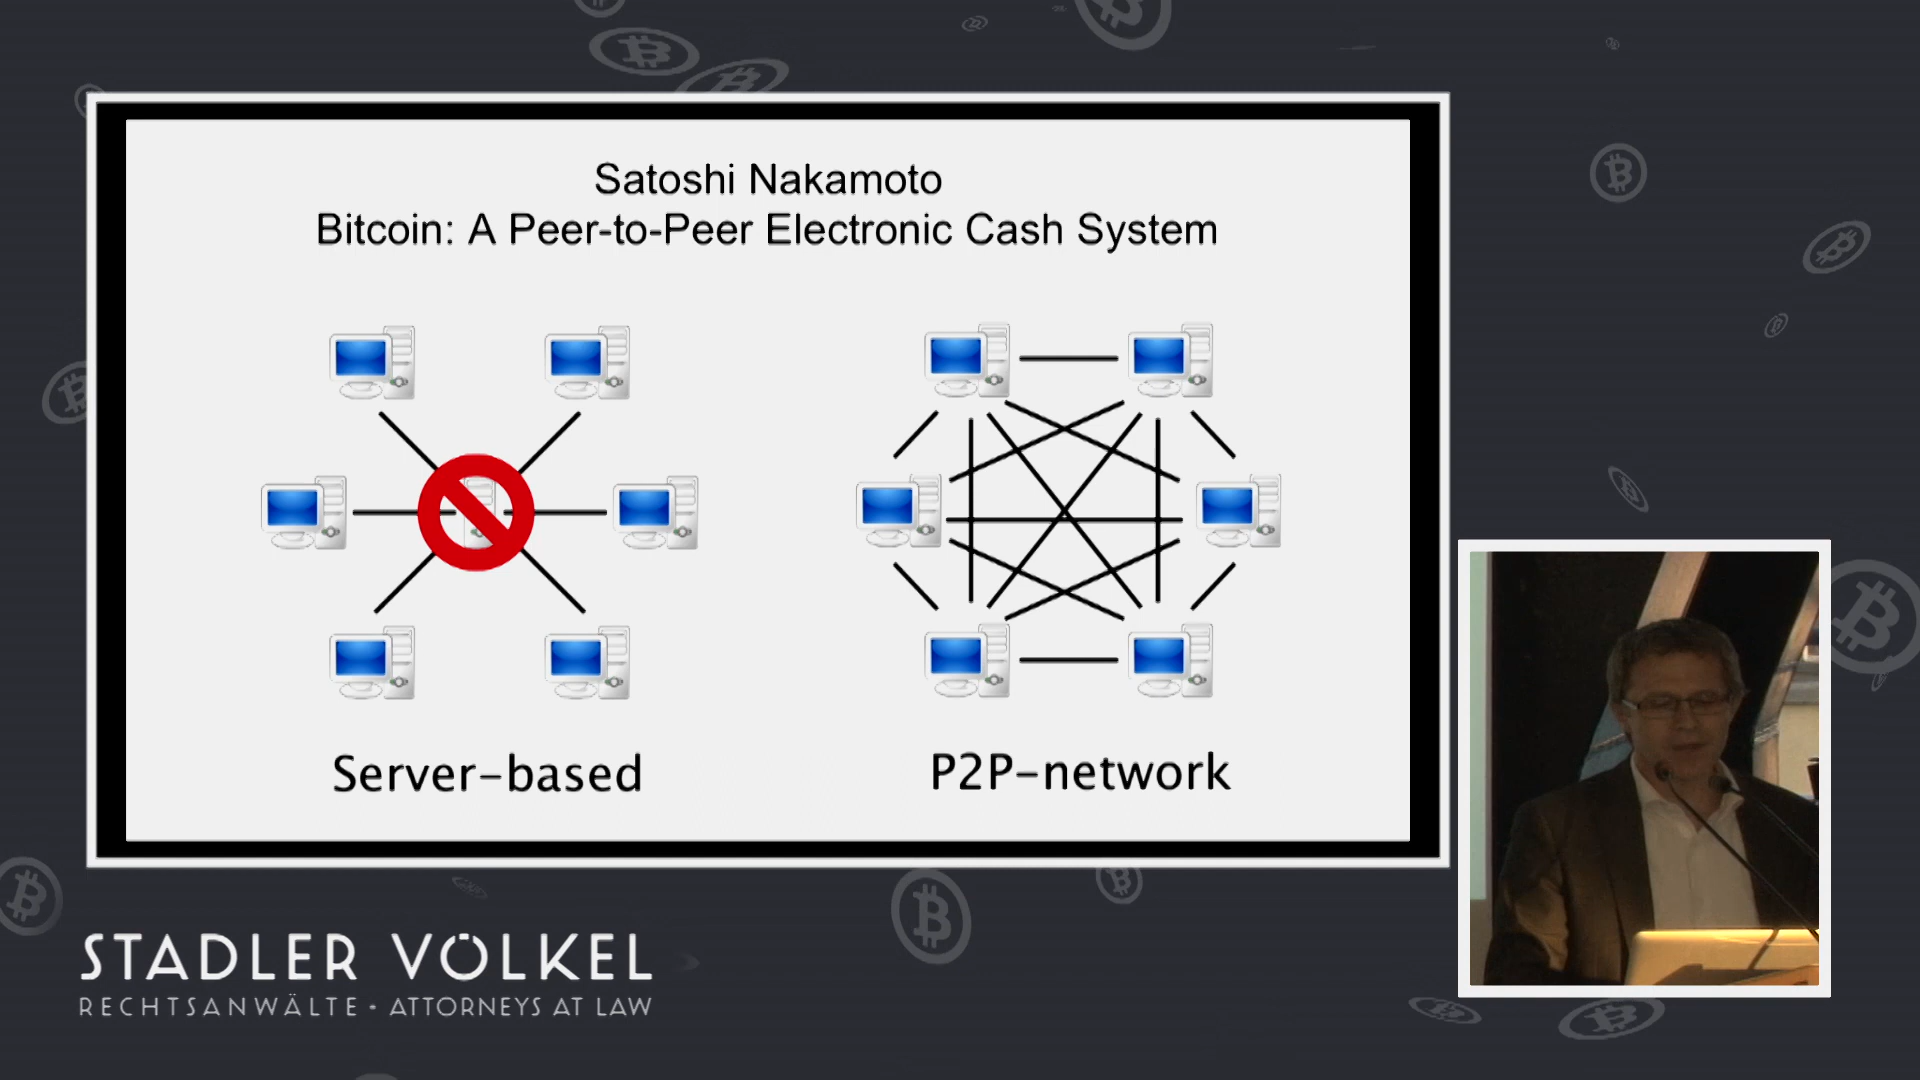 Satoshi Nakamoto
Bitcoin: A Peer-to-Peer Electronic Cash System
Server-based
P2P-network
STADLER VÖLKEL
RECHTSANWÄLTE • ATTORNEYS AT LAW